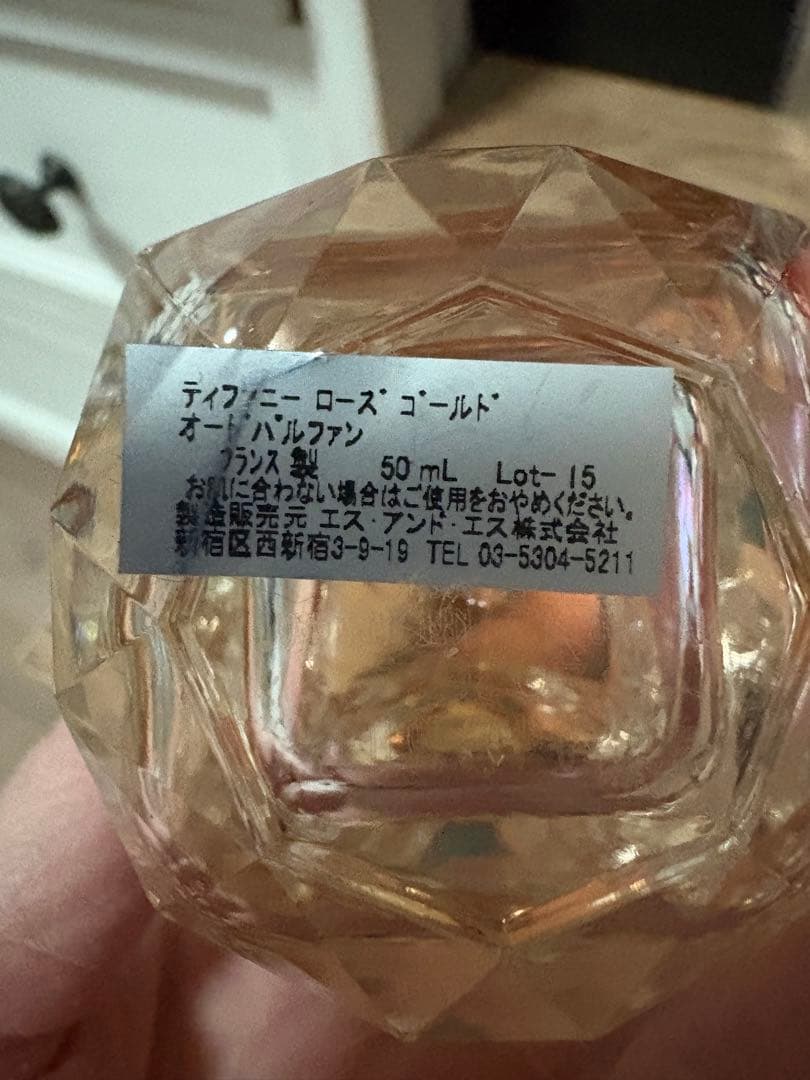 ティファニー ローズ ゴールド
オードパルファン
フランス 製 50 mL Lot- 15
お肌に合わない場合はご使用をおやめください。
製造販売元 エス・アンド・エス株式会社
新宿区西新宿3-9-19 TEL 03-5304-5211